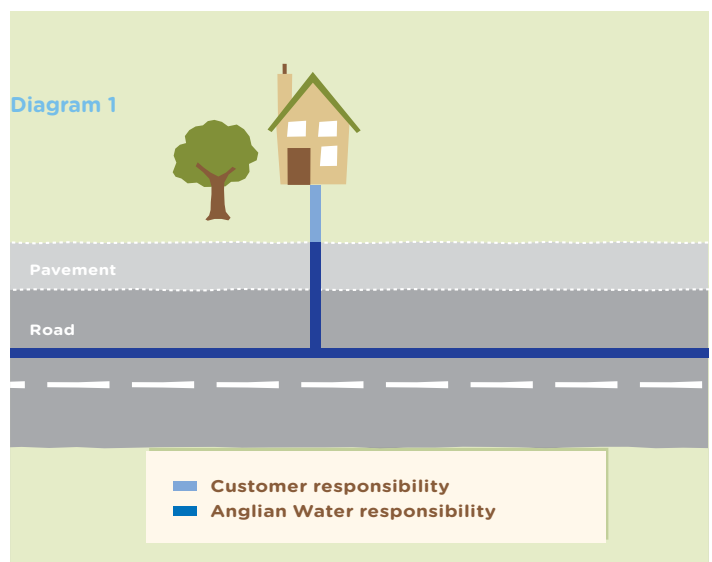 Diagram 1
Pavement
Road
Customer responsibility
Anglian Water responsibility